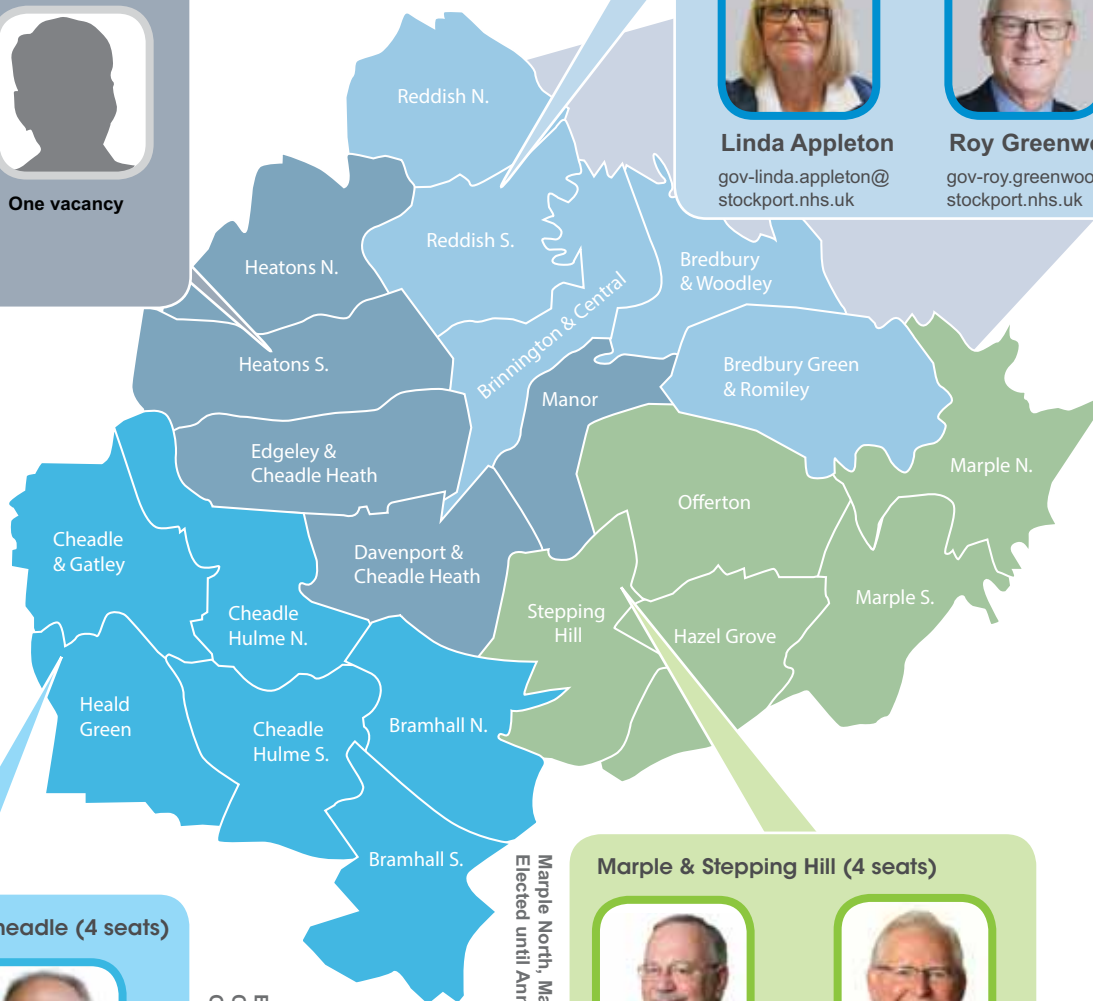 One vacancy
Linda Appleton
gov-linda.appleton@
stockport.nhs.uk
Roy Greenwo
gov-roy.greenwoo
stockport.nhs.uk
Reddish N.
Reddish S.
Heatons N.
Bredbury
& Woodley
Brinnington & Central
Heatons S.
Bredbury Green
& Romiley
Manor
Edgeley &
Cheadle Heath
Marple N.
Offerton
Cheadle
& Gatley
Davenport &
Cheadle Heath
Marple S.
Cheadle
Hulme N.
Stepping
Hill
Hazel Grove
Heald
Green
Cheadle
Hulme S.
Bramhall N.
Bramhall S.
Marple & Stepping Hill (4 seats)
Marple North, Ma
Elected until Ann
headle (4 seats)